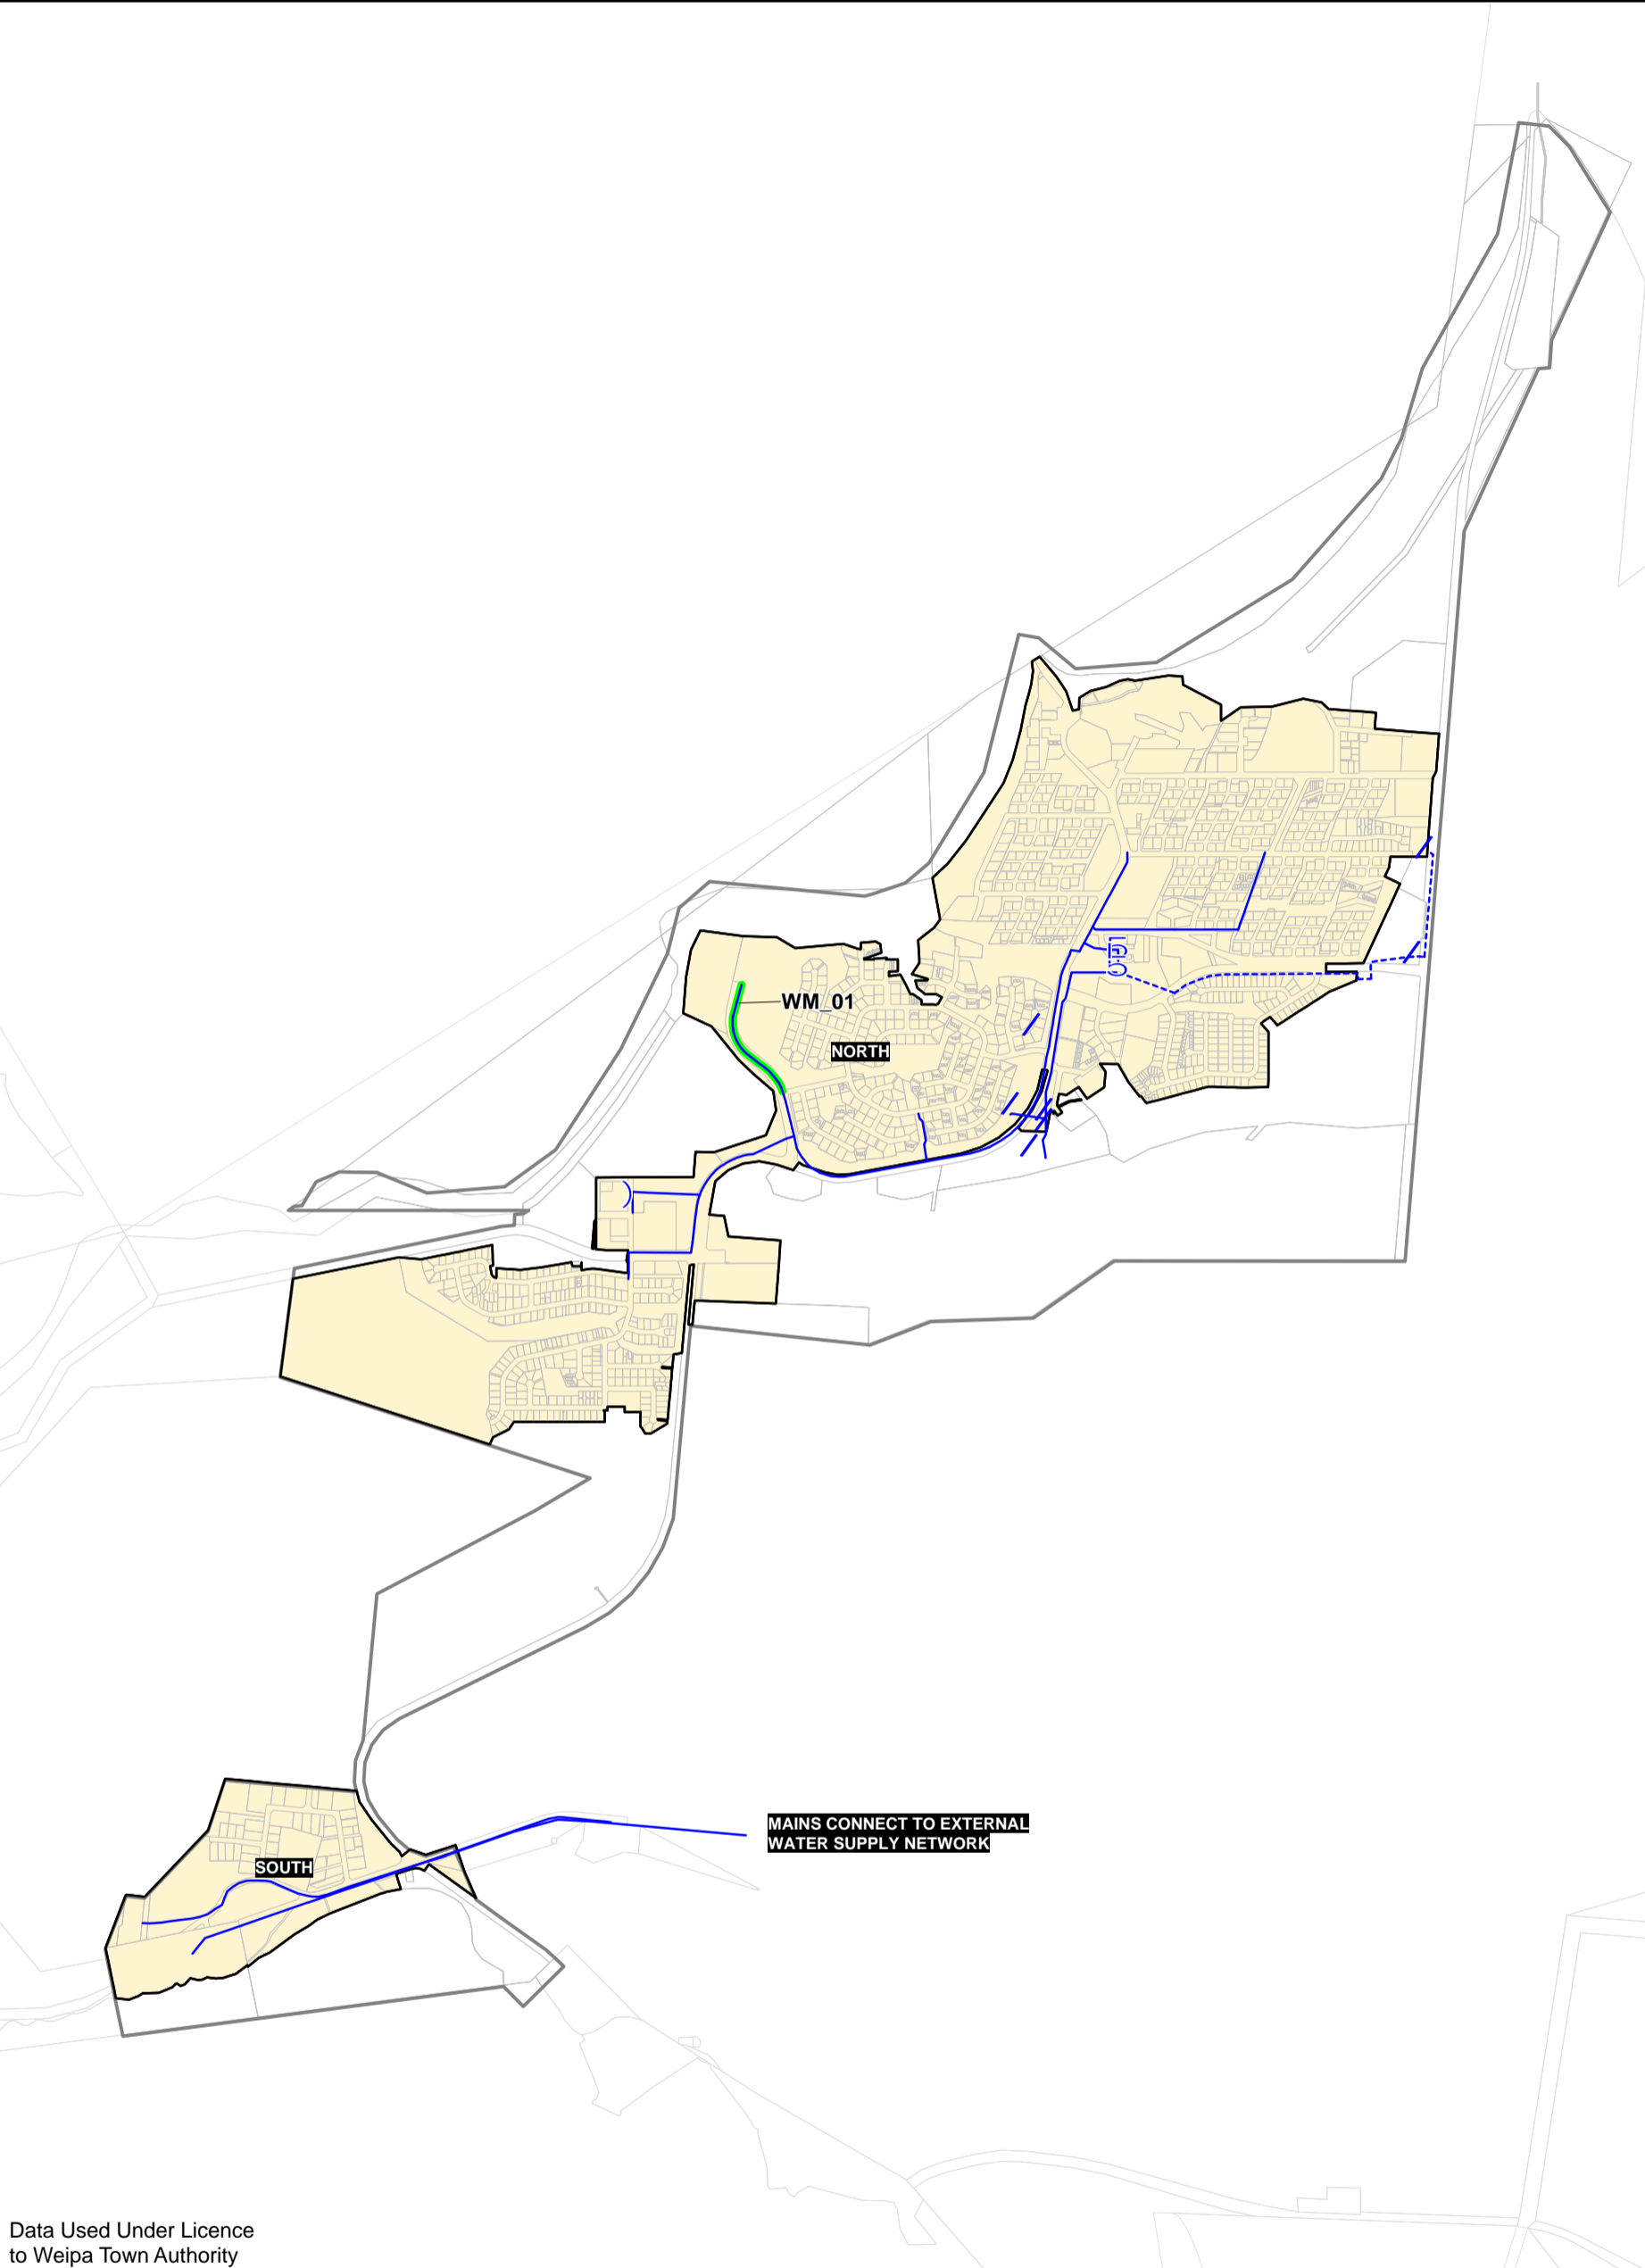 WM_01
NORTH
MAINS CONNECT TO EXTERNAL
WATER SUPPLY NETWORK
SOUTH
Data Used Under Licence
to Weipa Town Authority